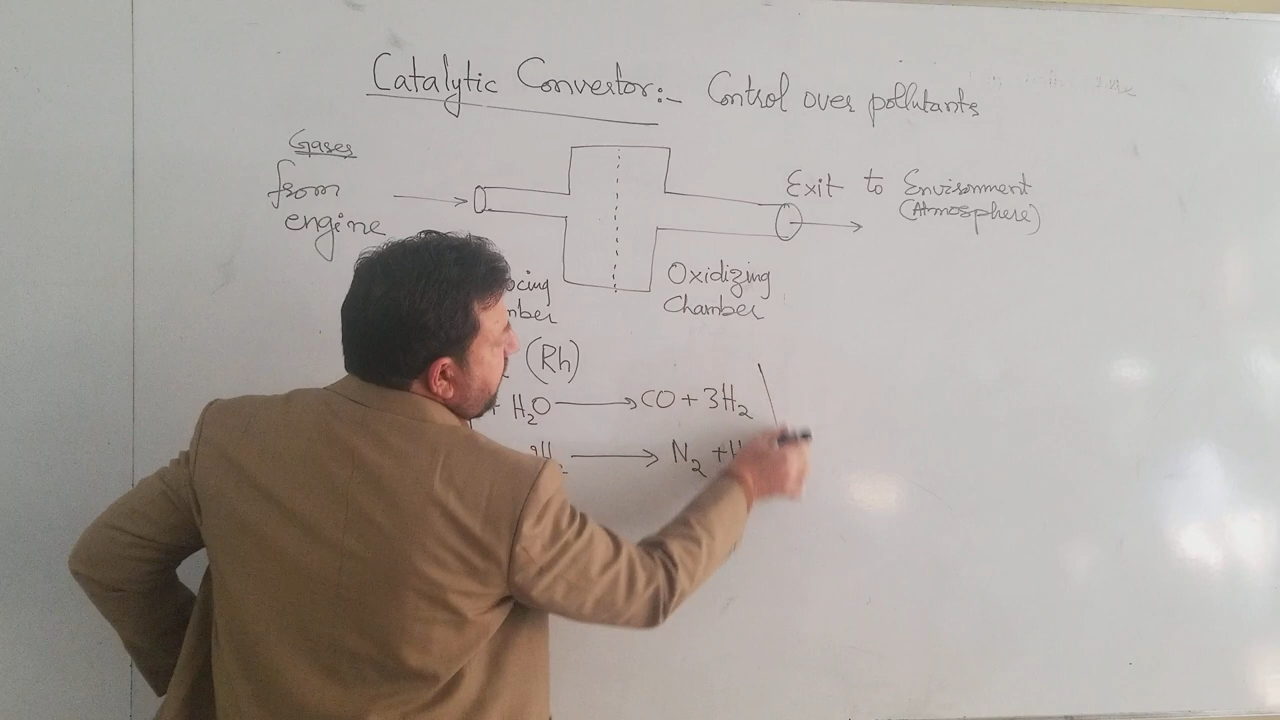 Catalytic Convertor:- Control over pollutants
Gases
from
engine
Exit to Environment
(Atmosphere)
Oxidizing
Chamber
(Rh)
+ H₂O → CO + 3H₂
H₂ → N₂ + H